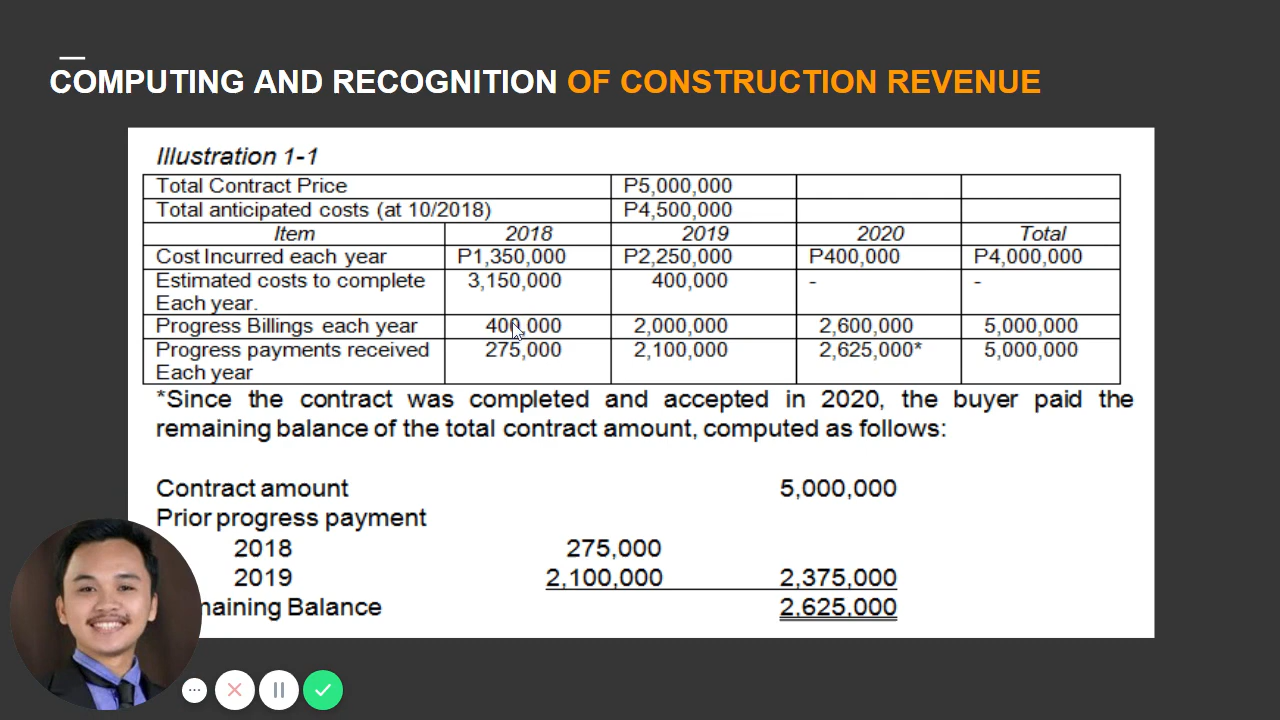 COMPUTING AND RECOGNITION OF CONSTRUCTION REVENUE
Illustration 1-1
Total Contract Price P5,000,000
Total anticipated costs (at 10/2018) P4,500,000
Item 2018 2019 2020 Total
Cost Incurred each year P1,350,000 P2,250,000 P400,000 P4,000,000
Estimated costs to complete 3,150,000 400,000 - -
Each year.
Progress Billings each year 400,000 2,000,000 2,600,000 5,000,000
Progress payments received 275,000 2,100,000 2,625,000* 5,000,000
Each year
*Since the contract was completed and accepted in 2020, the buyer paid the
remaining balance of the total contract amount, computed as follows:
Contract amount 5,000,000
Prior progress payment
2018 275,000
2019 2,100,000 2,375,000
maining Balance 2,625,000